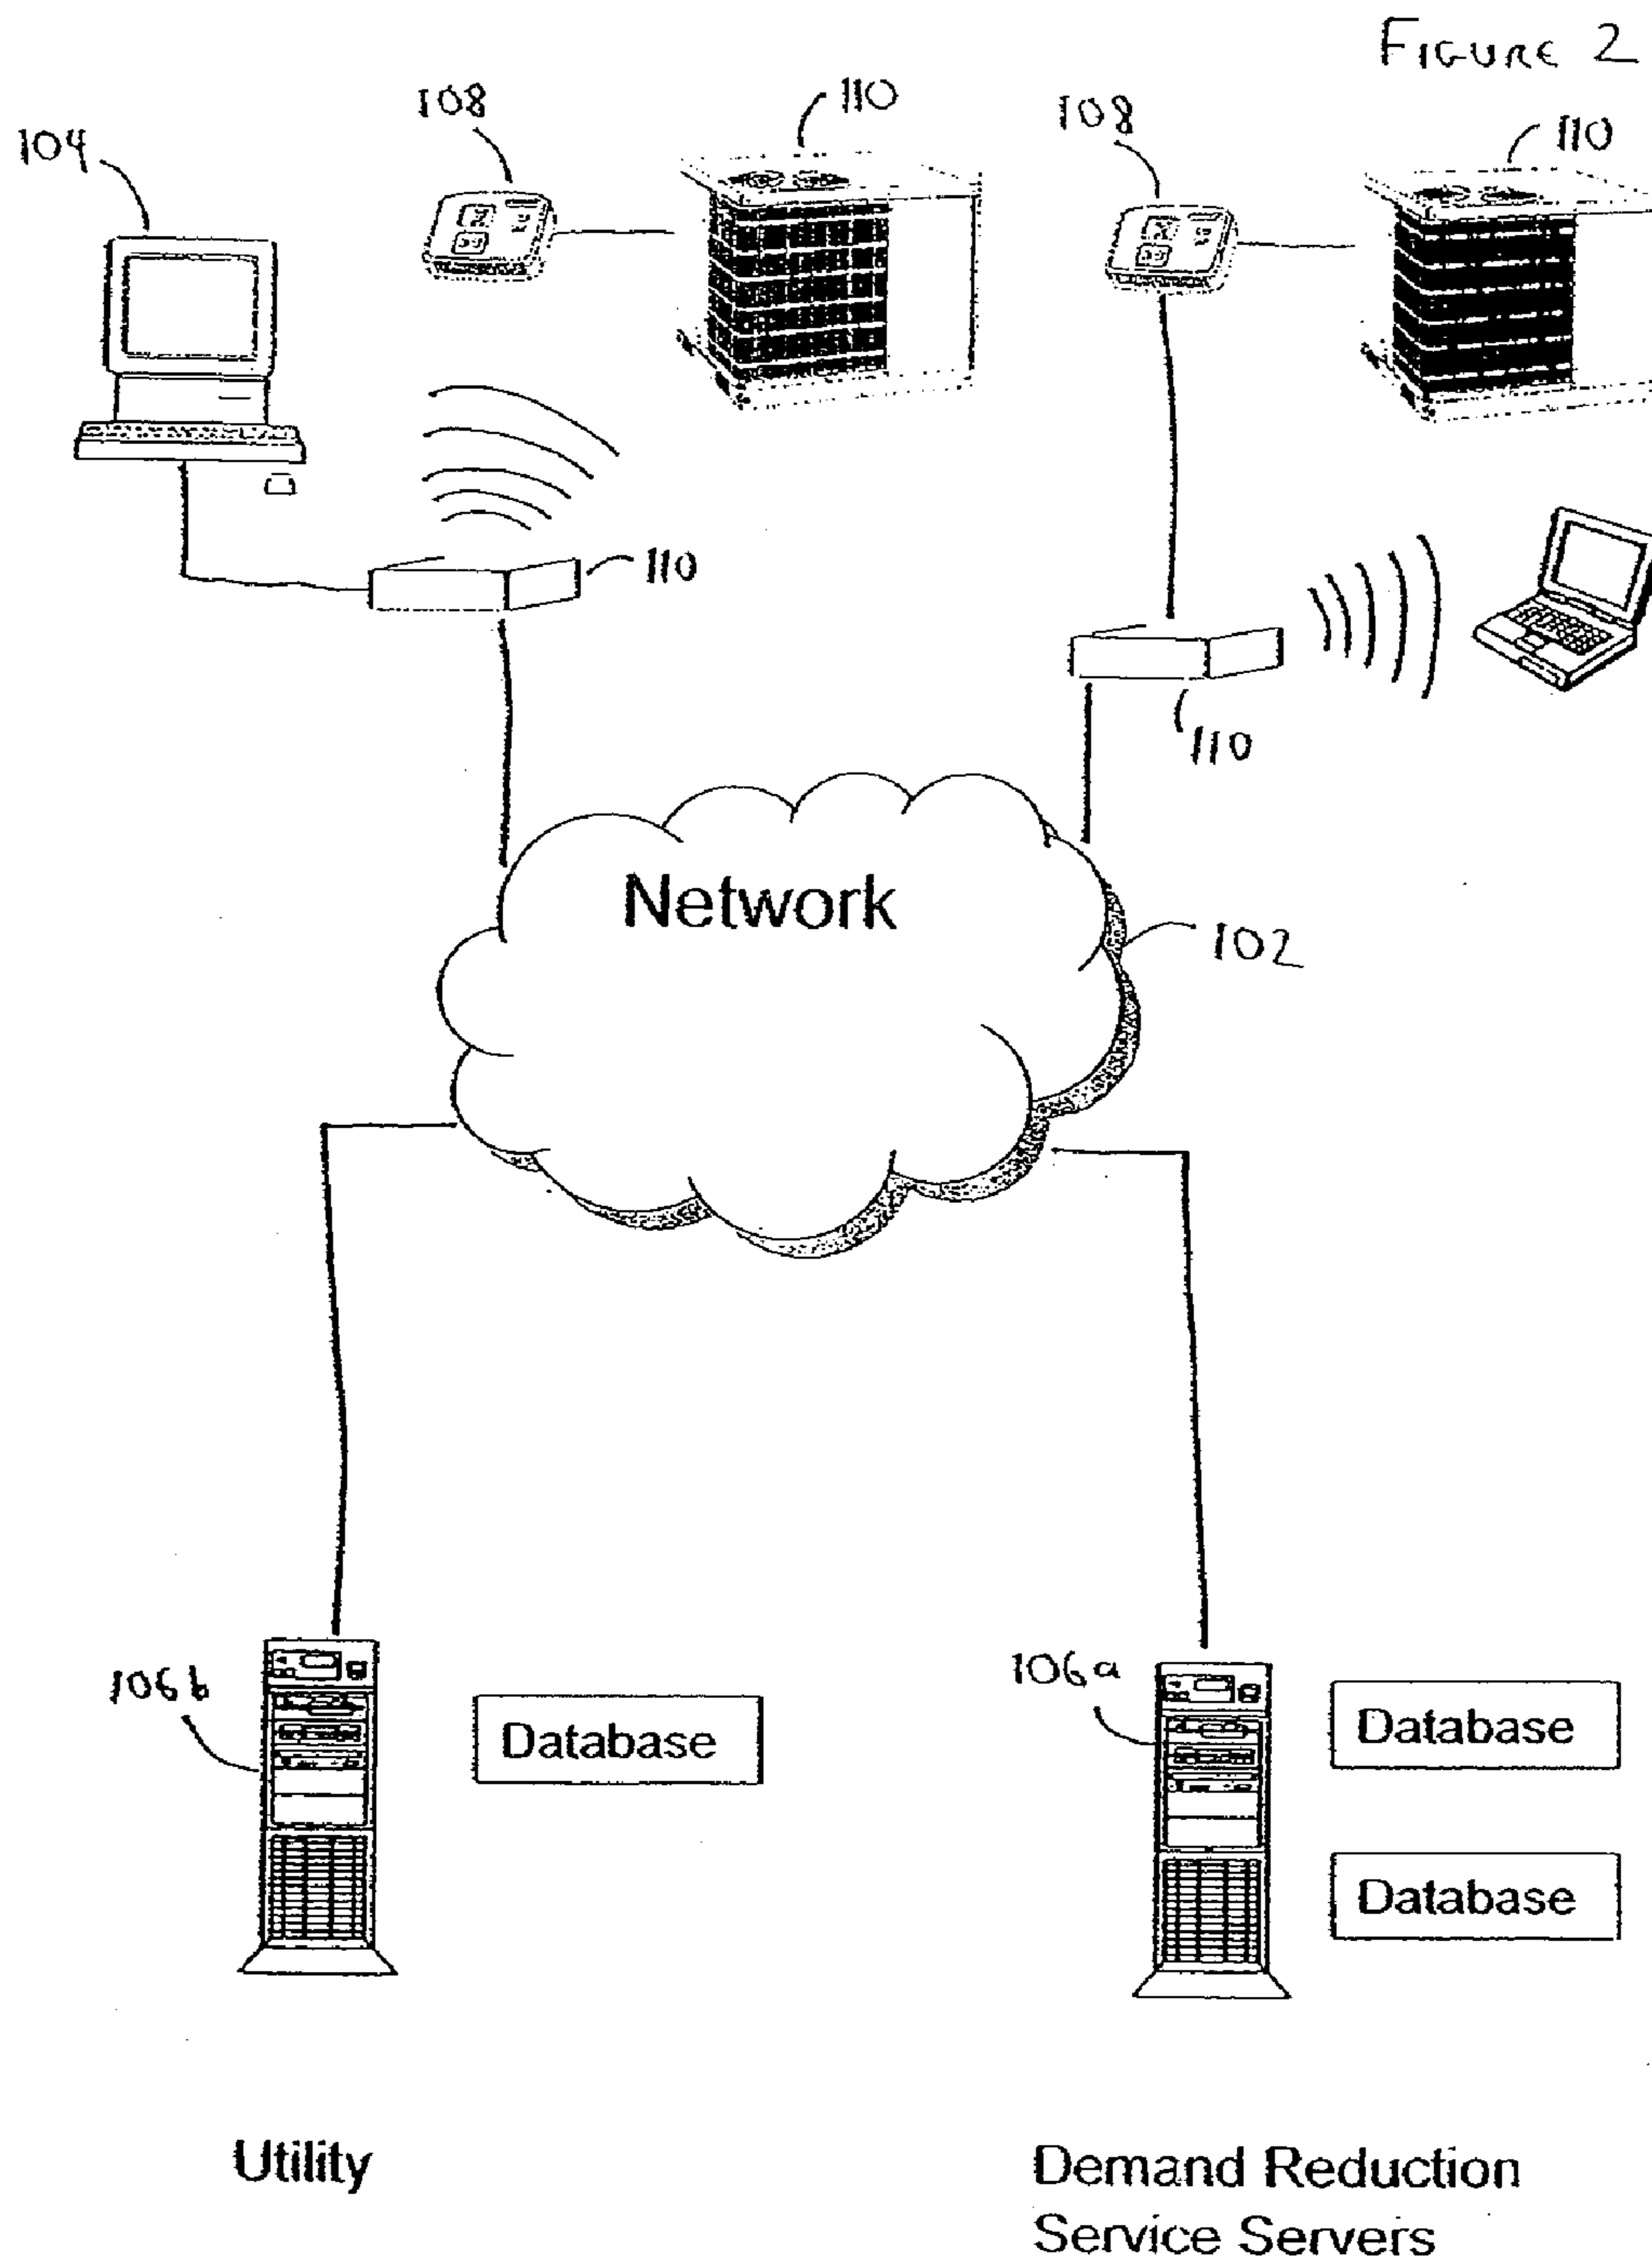 FIGURE 2
108
110
108
110
104
110
110
Network
102
106b
Database
106a
Database
Database
Utility
Demand Reduction
Service Servers